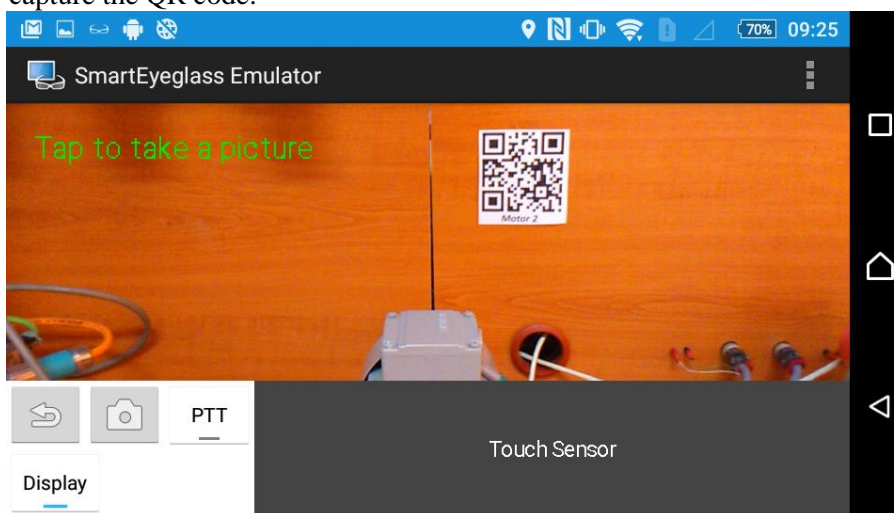 capture the QR code.
70% 09:25
SmartEyeglass Emulator
Tap to take a picture
Motor 2
PTT
Touch Sensor
Display